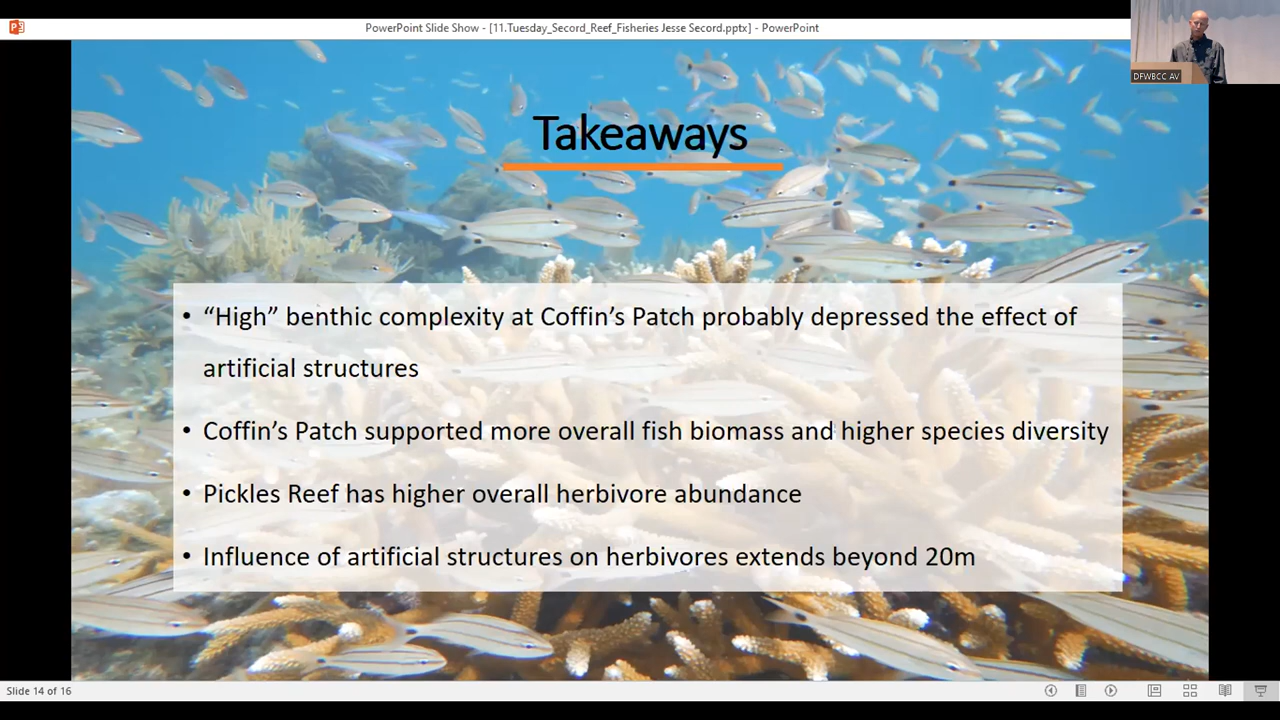 PowerPoint Slide Show - [11.Tuesday_Secord_Reef_Fisheries Jesse Secord.pptx] - PowerPoint
DFWBCC AV
Takeaways
• “High” benthic complexity at Coffin’s Patch probably depressed the effect of
artificial structures
• Coffin’s Patch supported more overall fish biomass and higher species diversity
• Pickles Reef has higher overall herbivore abundance
• Influence of artificial structures on herbivores extends beyond 20m
Slide 14 of 16